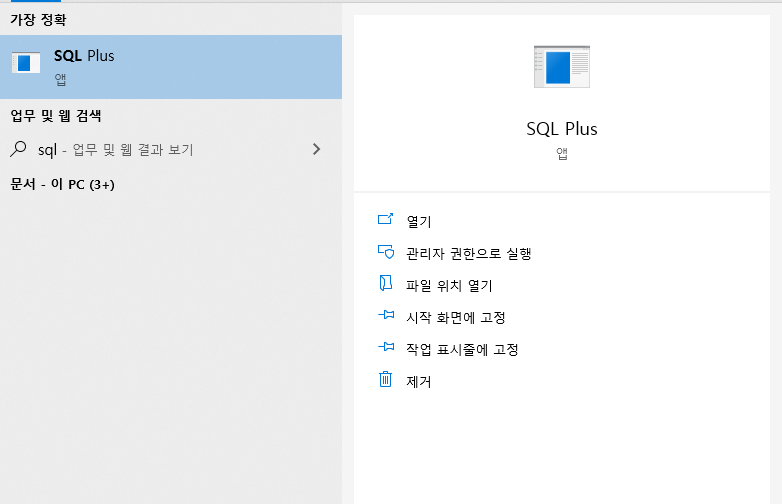 가장 정확
SQL Plus
앱
업무 및 웹 검색
sql - 업무 및 웹 결과 보기
문서 - 이 PC (3+)
SQL Plus
앱
열기
관리자 권한으로 실행
파일 위치 열기
시작 화면에 고정
작업 표시줄에 고정
제거